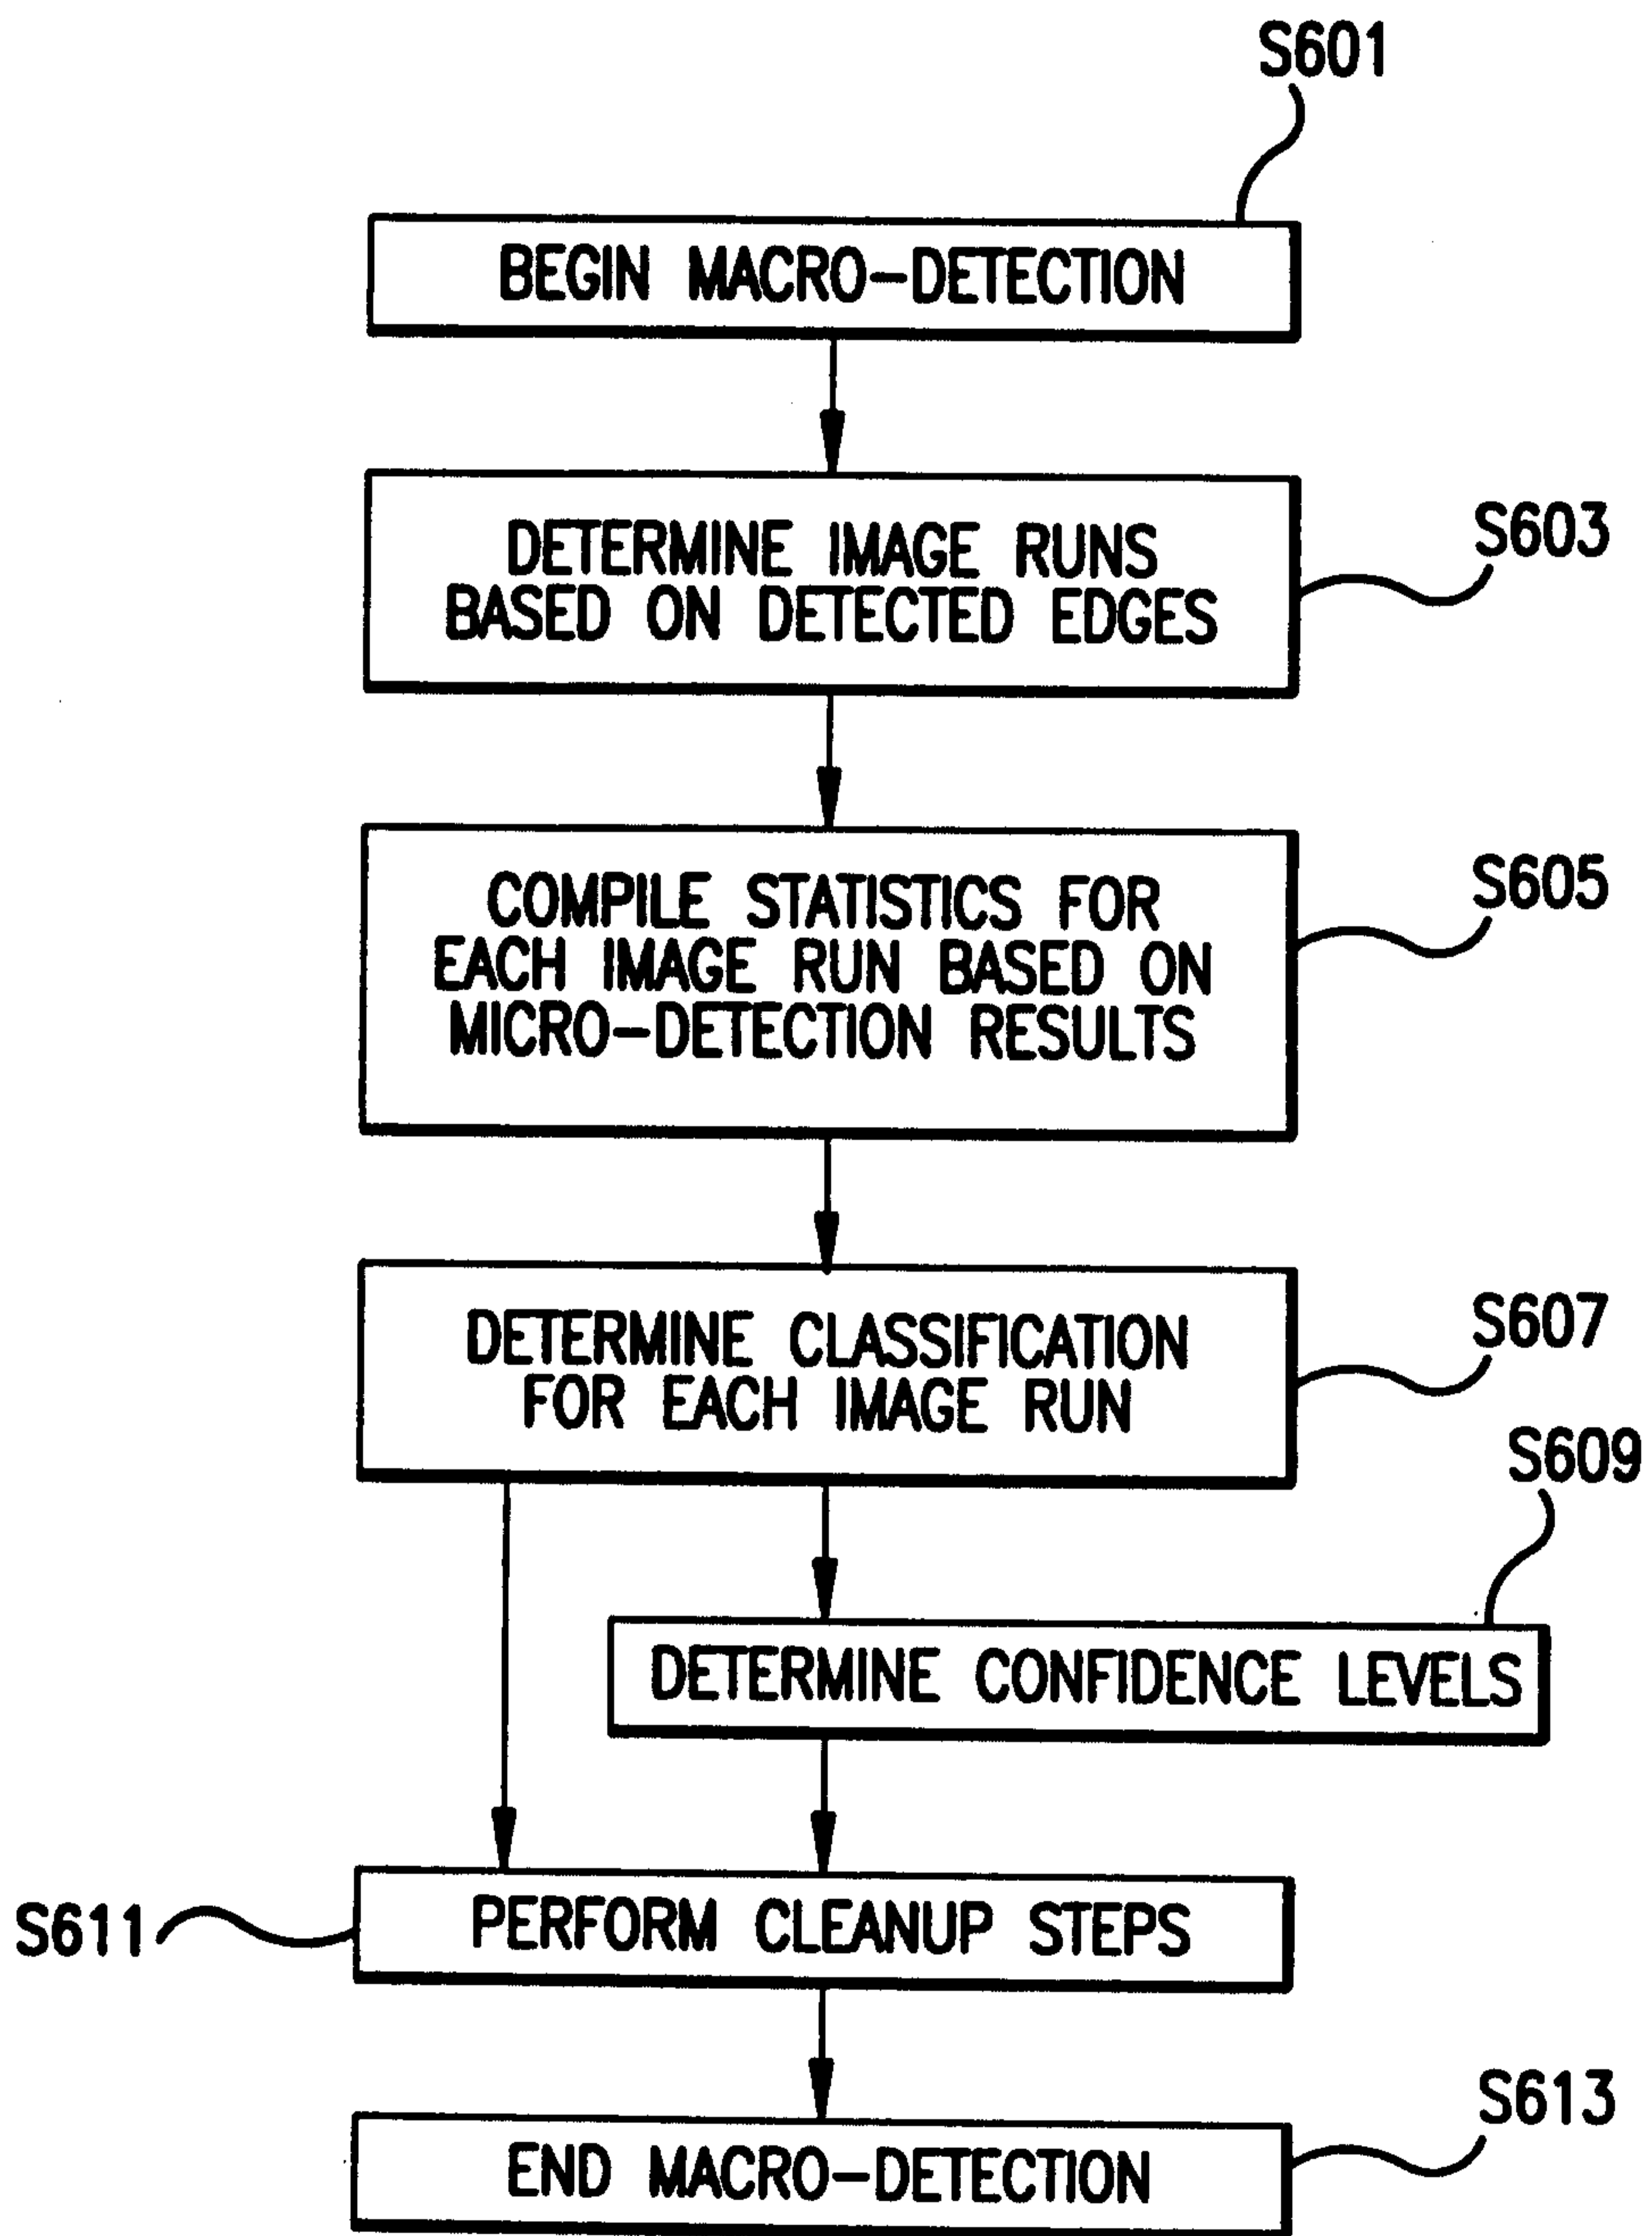 S601
BEGIN MACRO-DETECTION
DETERMINE IMAGE RUNS
BASED ON DETECTED EDGES
S603
COMPILE STATISTICS FOR
EACH IMAGE RUN BASED ON
MICRO-DETECTION RESULTS
S605
DETERMINE CLASSIFICATION
FOR EACH IMAGE RUN
S607
S609
DETERMINE CONFIDENCE LEVELS
S611
PERFORM CLEANUP STEPS
S613
END MACRO-DETECTION